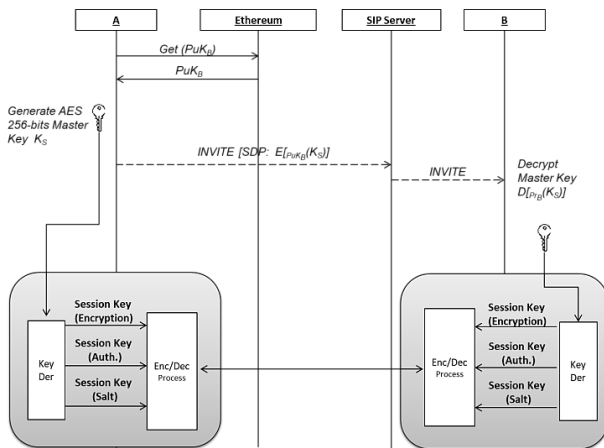 A
Ethereum
SIP Server
B
Get (PuK_B)
PuK_B
Generate AES
256-bits Master
Key K_S
INVITE [SDP: E[PuK_B(K_S)]
INVITE
Decrypt
Master Key
D[Pr_B(K_S)]
Session Key
(Encryption)
Session Key
(Auth.)
Session Key
(Salt)
Key
Der
Enc/Dec
Process
Enc/Dec
Process
Session Key
(Encryption)
Session Key
(Auth.)
Session Key
(Salt)
Key
Der